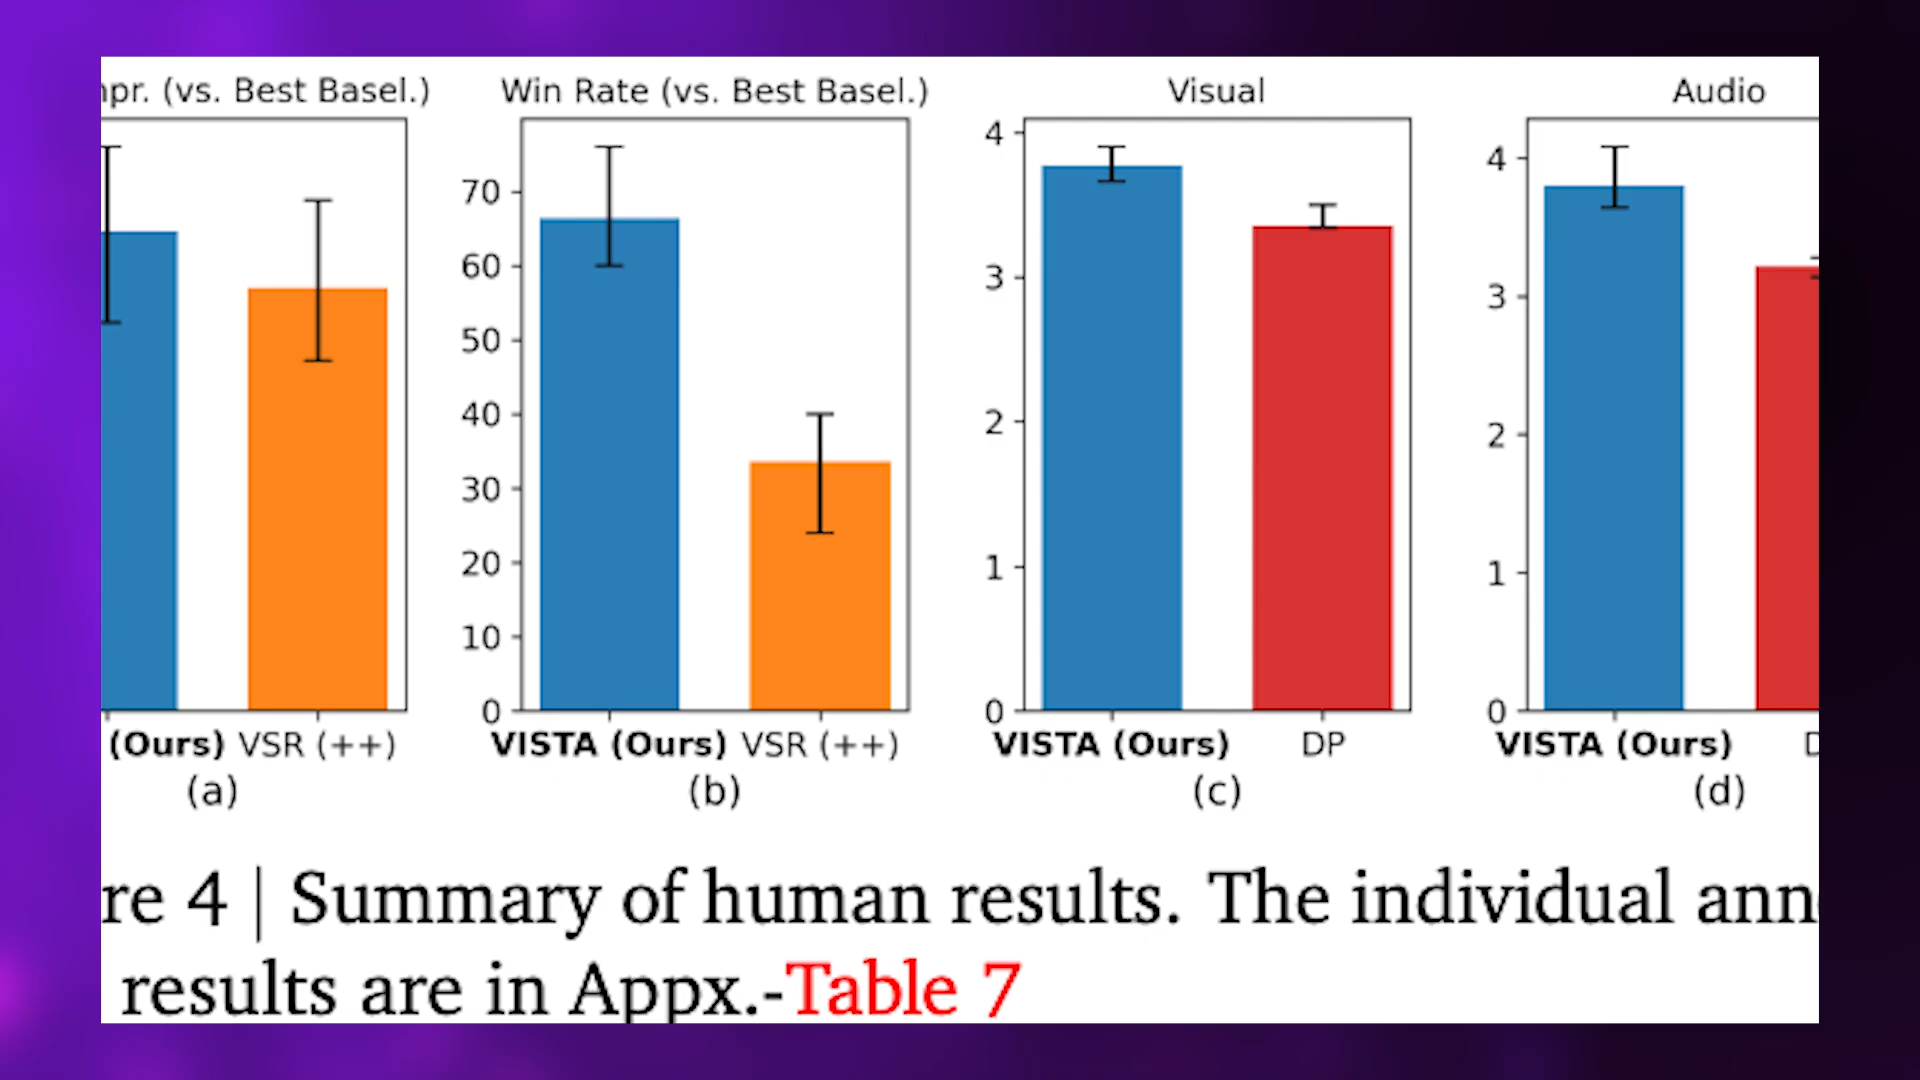 npr. (vs. Best Basel.)
Win Rate (vs. Best Basel.)
Visual
Audio
70
60
50
40
30
20
10
0
4
3
2
1
0
4
3
2
1
0
(Ours) VSR (++)
VISTA (Ours) VSR (++)
VISTA (Ours) DP
VISTA (Ours)
(a)
(b)
(c)
(d)
re 4 | Summary of human results. The individual ann
results are in Appx.-Table 7